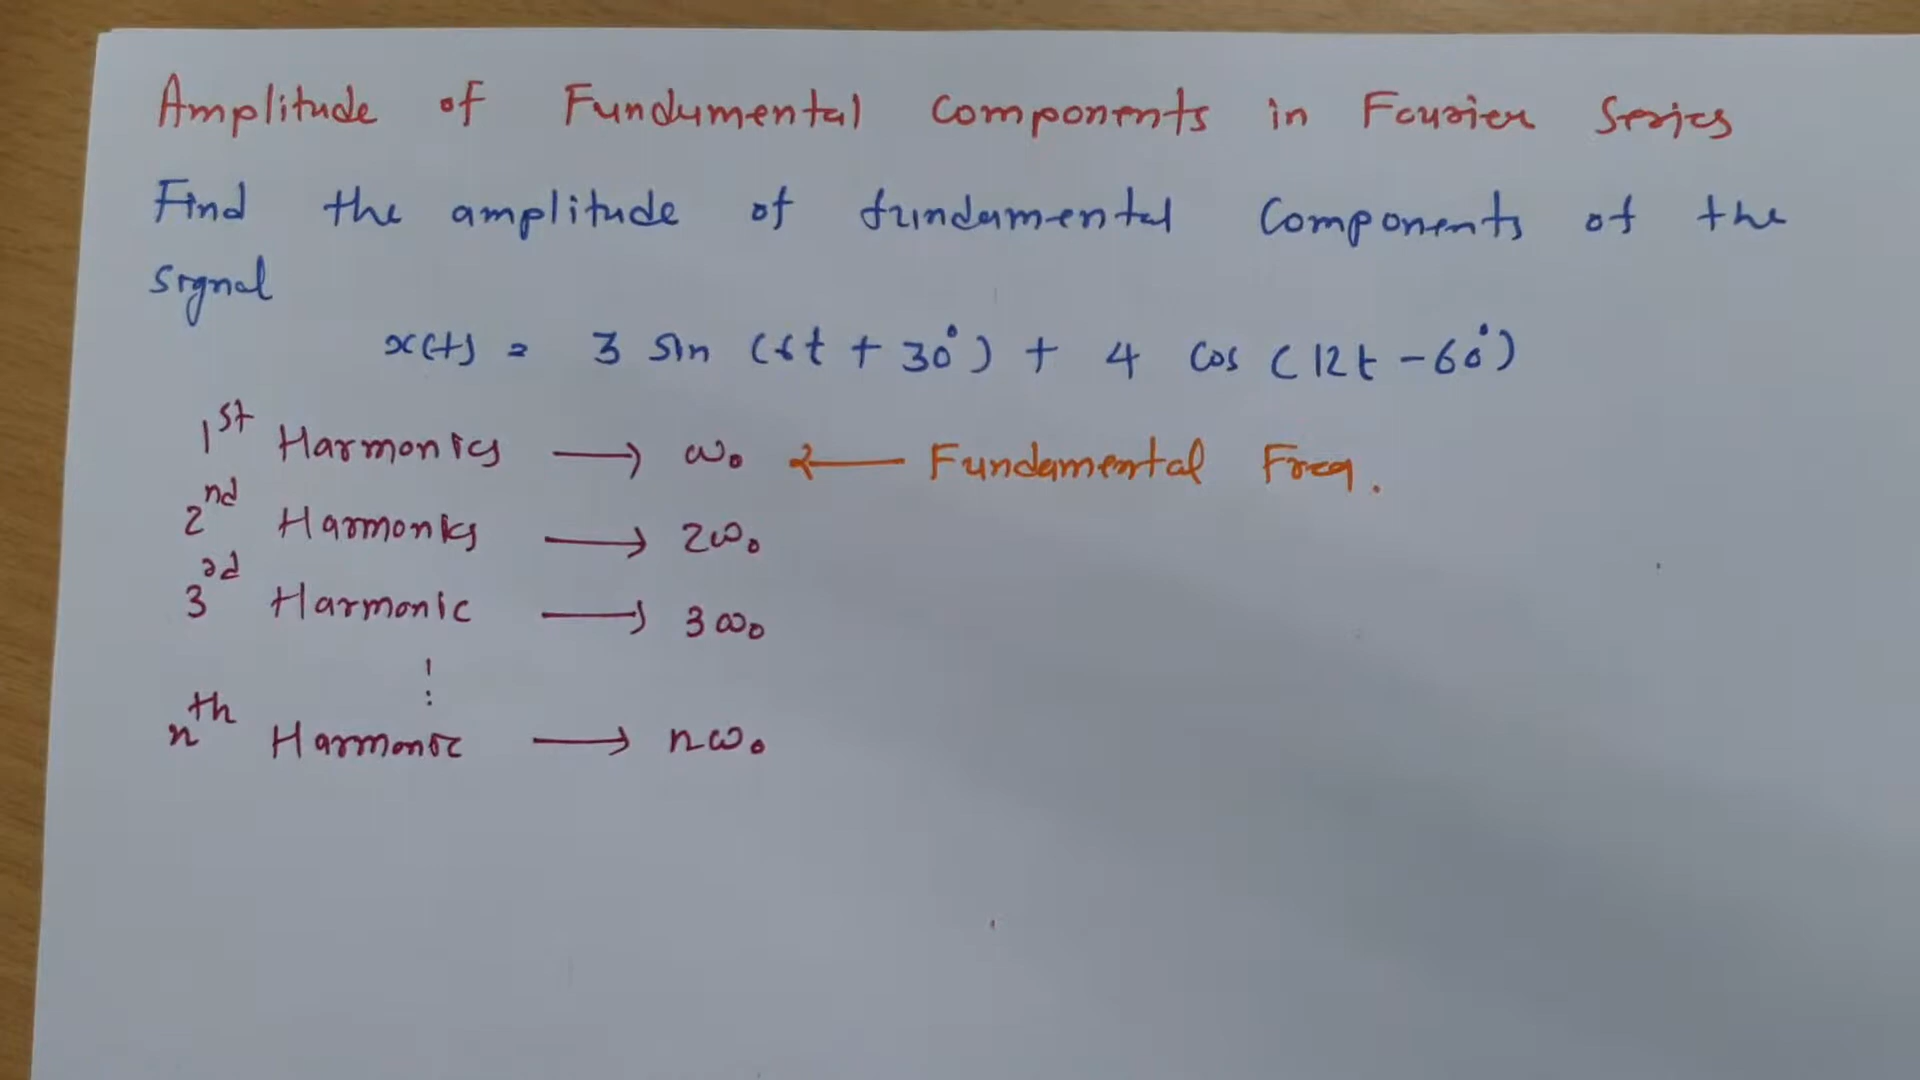 Amplitude of Fundumental Components in Fourier Series
Find the amplitude of fundamental Components of the
Signal
x(t) = 3 sin (6t + 30°) + 4 cos (12t - 60°)
1st Harmonics → ω₀ ← Fundamental Freq.
2nd Harmonics → 2ω₀
3rd Harmonic → 3ω₀
⋮
nth Harmonic → nω₀